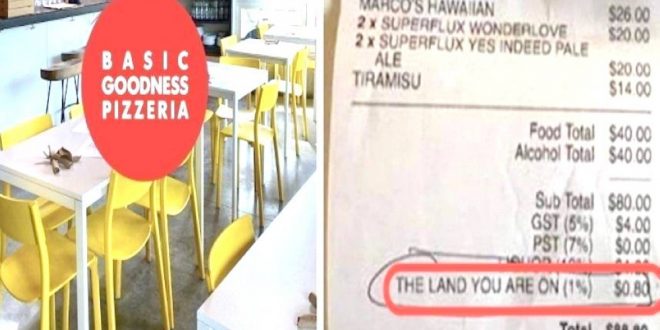 BASIC
GOODNESS
PIZZERIA
MARCO'S HAWAIIAN $26.00
2 x SUPERFLUX WONDERLOVE $20.00
2 x SUPERFLUX YES INDEED PALE
ALE $20.00
TIRAMISU $14.00
Food Total $40.00
Alcohol Total $40.00
Sub Total $80.00
GST (5%) $4.00
PST (7%) $0.00
THE LAND YOU ARE ON (1%) $0.80
Total